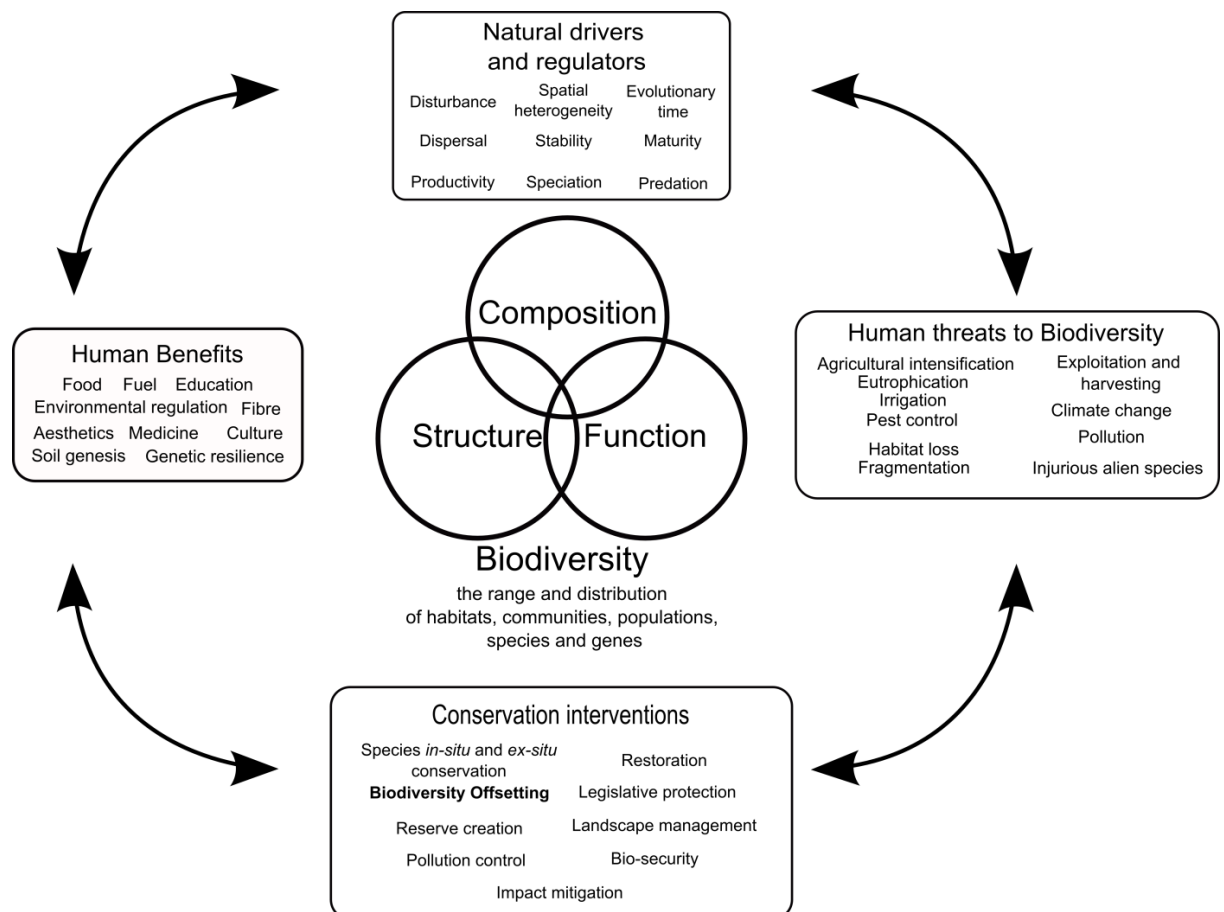 Natural drivers
and regulators
Disturbance
Spatial
heterogeneity
Evolutionary
time
Dispersal
Stability
Maturity
Productivity
Speciation
Predation
Human Benefits
Food Fuel Education
Environmental regulation Fibre
Aesthetics Medicine Culture
Soil genesis Genetic resilience
Composition
Structure
Function
Biodiversity
the range and distribution
of habitats, communities, populations,
species and genes
Human threats to Biodiversity
Agricultural intensification
Eutrophication
Irrigation
Pest control
Habitat loss
Fragmentation
Exploitation and
harvesting
Climate change
Pollution
Injurious alien species
Conservation interventions
Species in-situ and ex-situ
conservation
Biodiversity Offsetting
Reserve creation
Pollution control
Restoration
Legislative protection
Landscape management
Bio-security
Impact mitigation